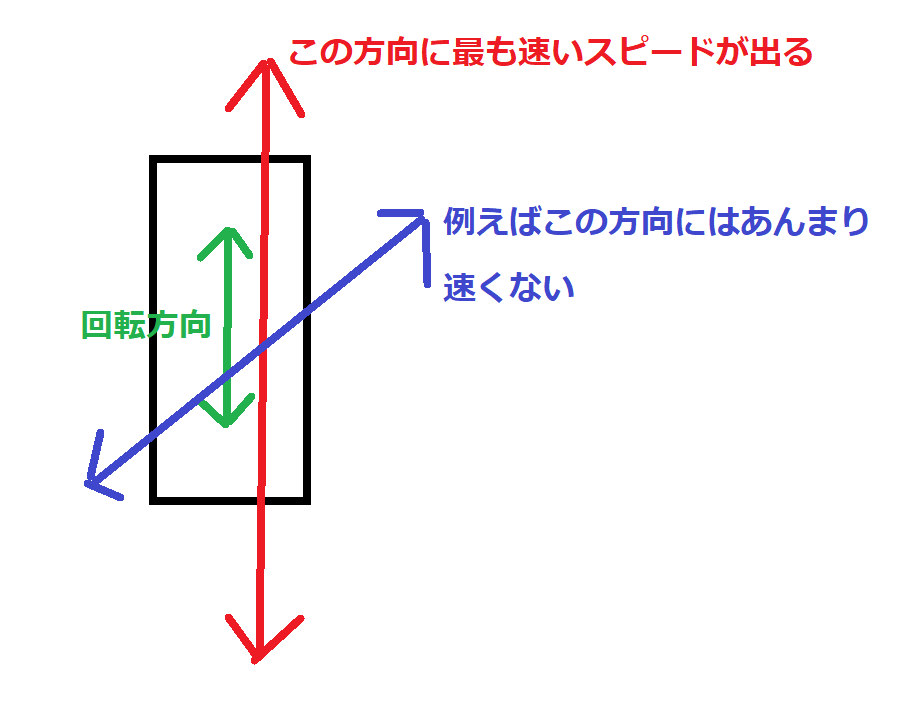 この方向に最も速いスピードが出る
例えばこの方向にはあんまり
速くない
回転方向